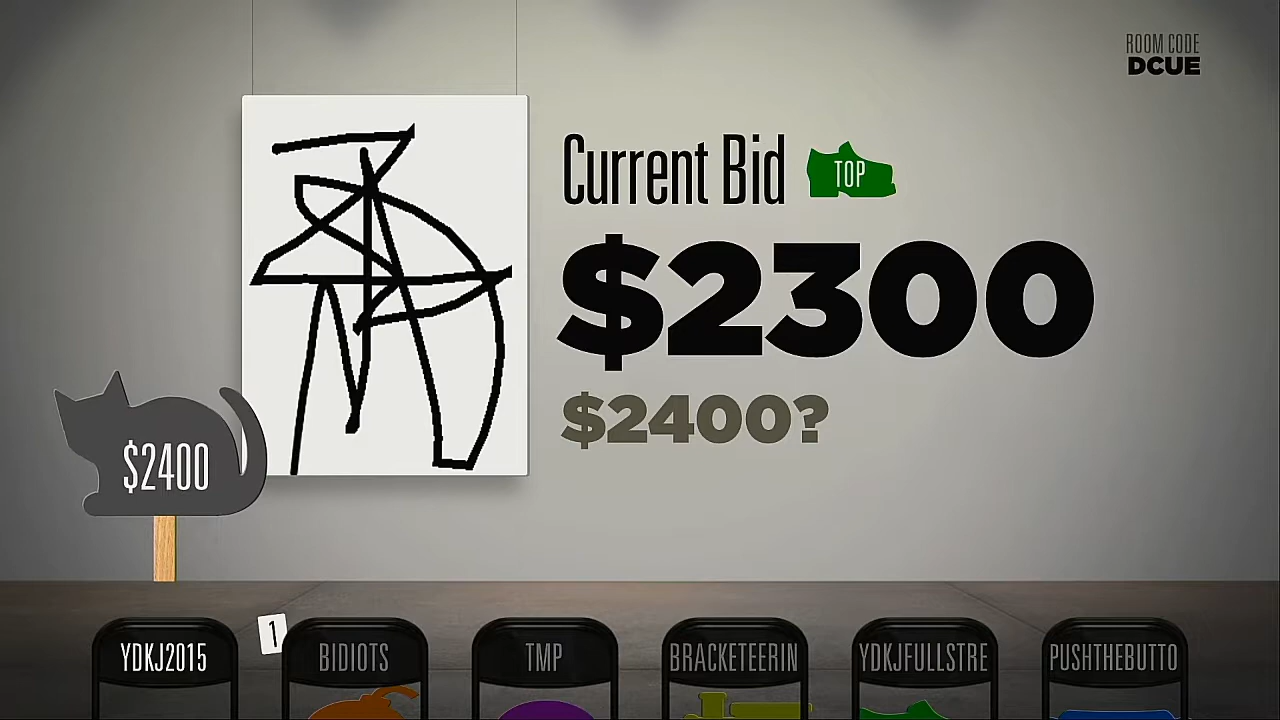 ROOM CODE
DCUE
Current Bid
TOP
$2300
$2400?
$2400
1
YDKJ2015
BIDIOTS
TMP
BRACKETEERIN
YDKJFULLSTRE
PUSHTHEBUTTO